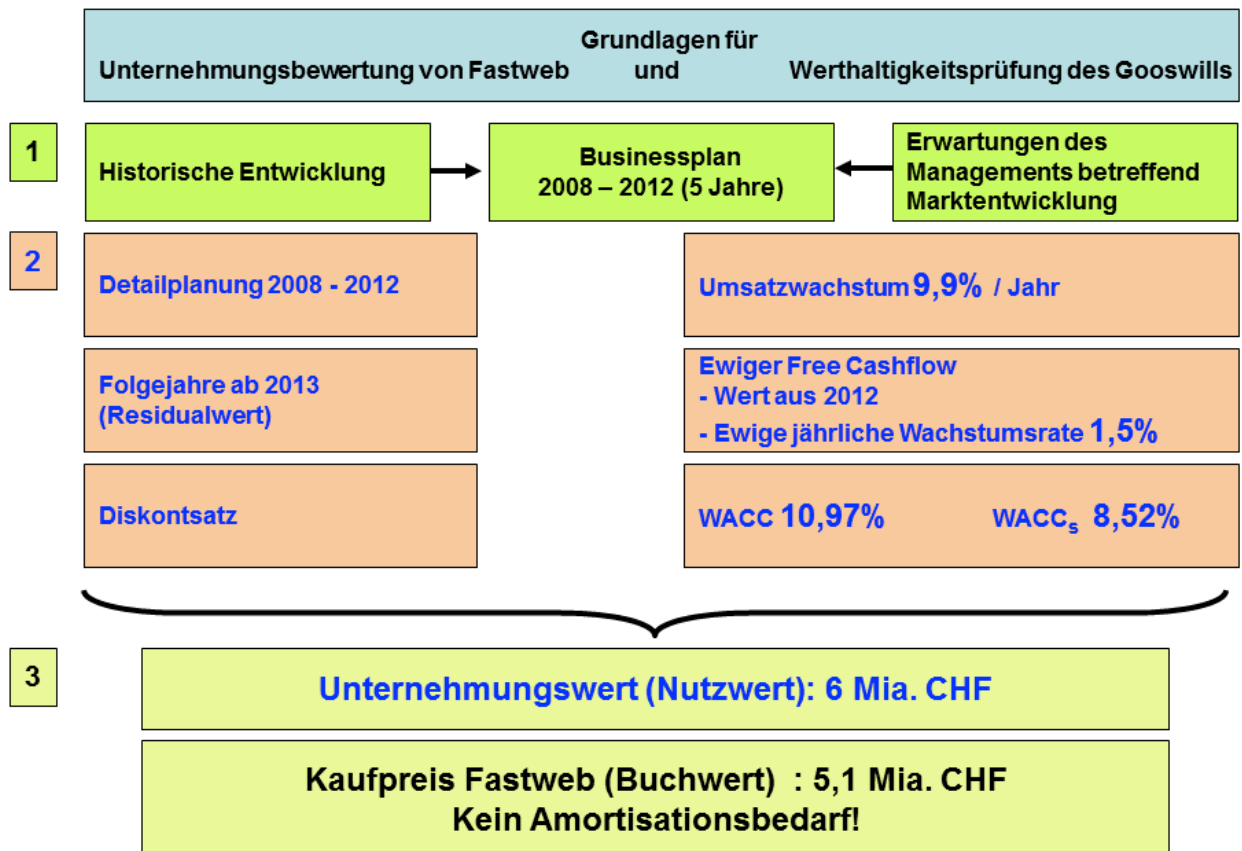 Grundlagen für
Unternehmungsbewertung von Fastweb und Werthaltigkeitsprüfung des Gooswills
1
Historische Entwicklung
Businessplan
2008 – 2012 (5 Jahre)
Erwartungen des
Managements betreffend
Marktentwicklung
2
Detailplanung 2008 - 2012
Umsatzwachstum 9,9% / Jahr
Folgejahre ab 2013
(Residualwert)
Ewiger Free Cashflow
- Wert aus 2012
- Ewige jährliche Wachstumsrate 1,5%
Diskontsatz
WACC 10,97% WACCs 8,52%
3
Unternehmungswert (Nutzwert): 6 Mia. CHF
Kaufpreis Fastweb (Buchwert) : 5,1 Mia. CHF
Kein Amortisationsbedarf!